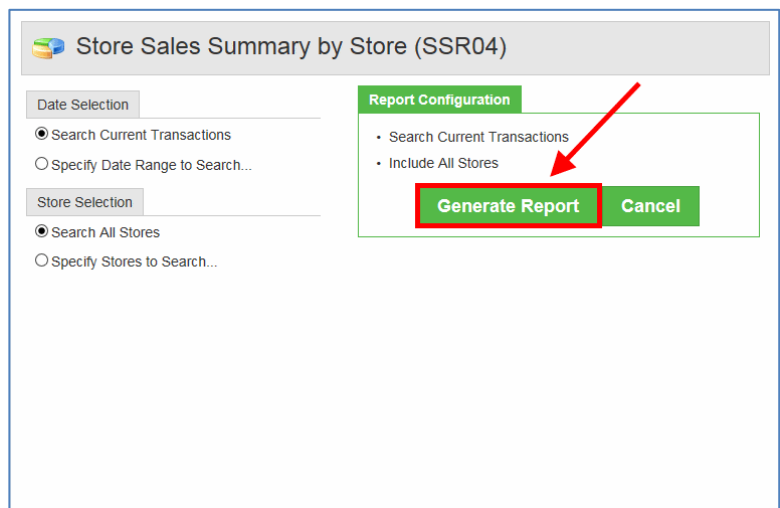 Store Sales Summary by Store (SSR04)
Date Selection
Search Current Transactions
Specify Date Range to Search...
Store Selection
Search All Stores
Specify Stores to Search...
Report Configuration
• Search Current Transactions
• Include All Stores
Generate Report Cancel